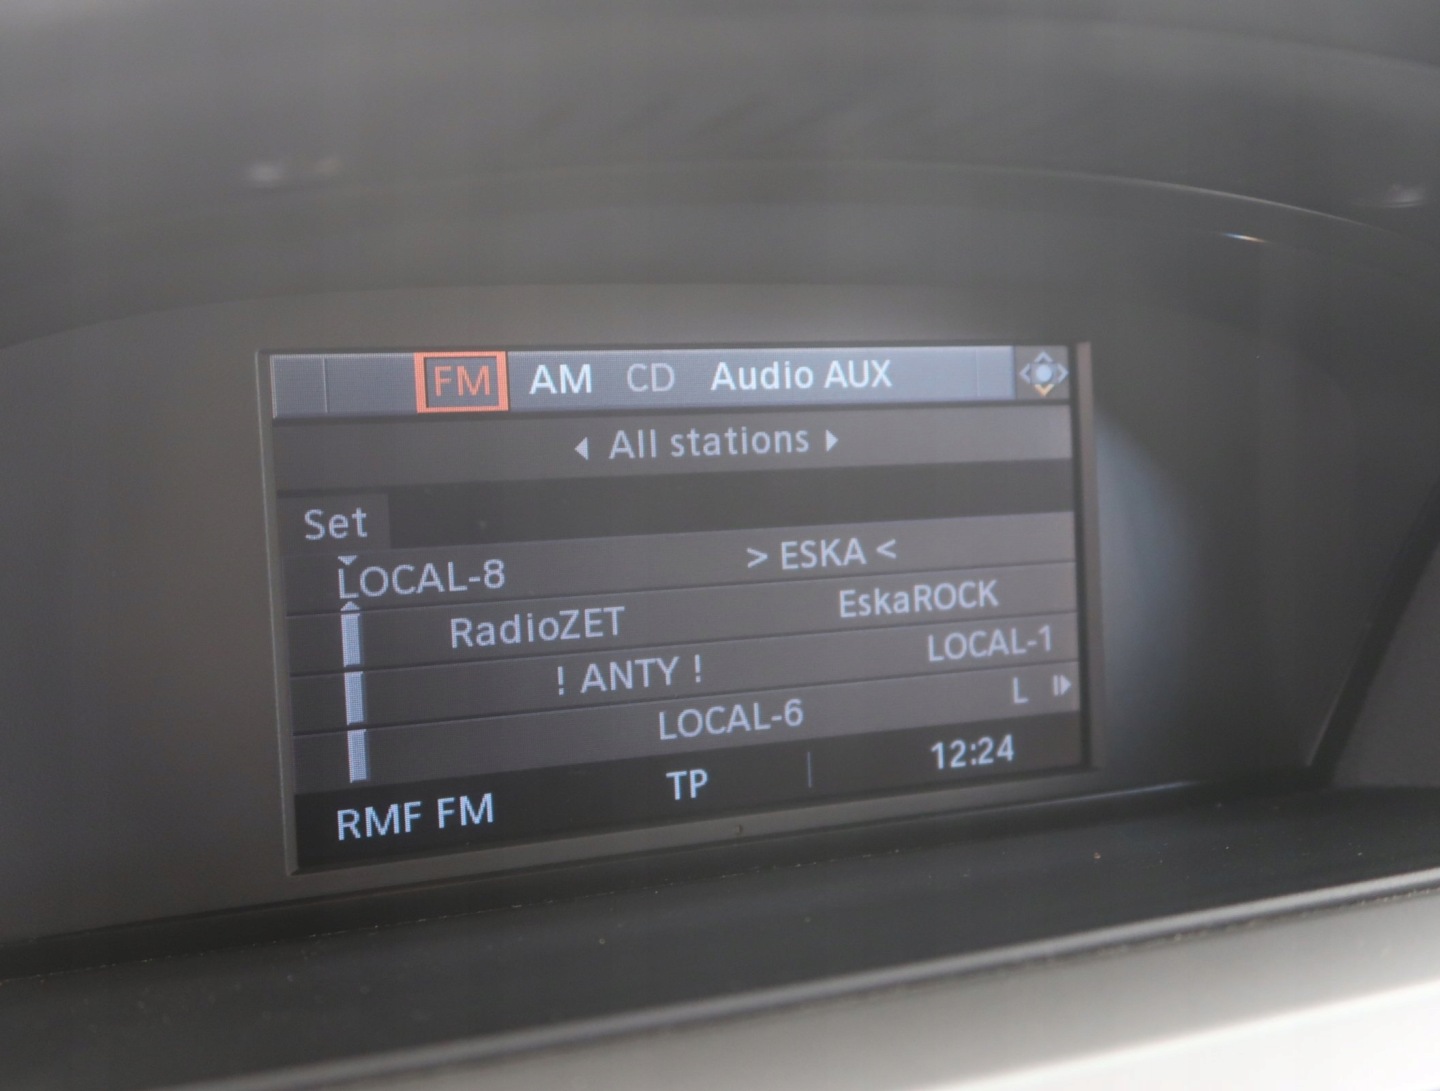 FM AM CD Audio AUX
All stations
Set
LOCAL-8 > ESKA <
RadioZET EskaROCK
! ANTY ! LOCAL-1
LOCAL-6 L
RMF FM TP 12:24